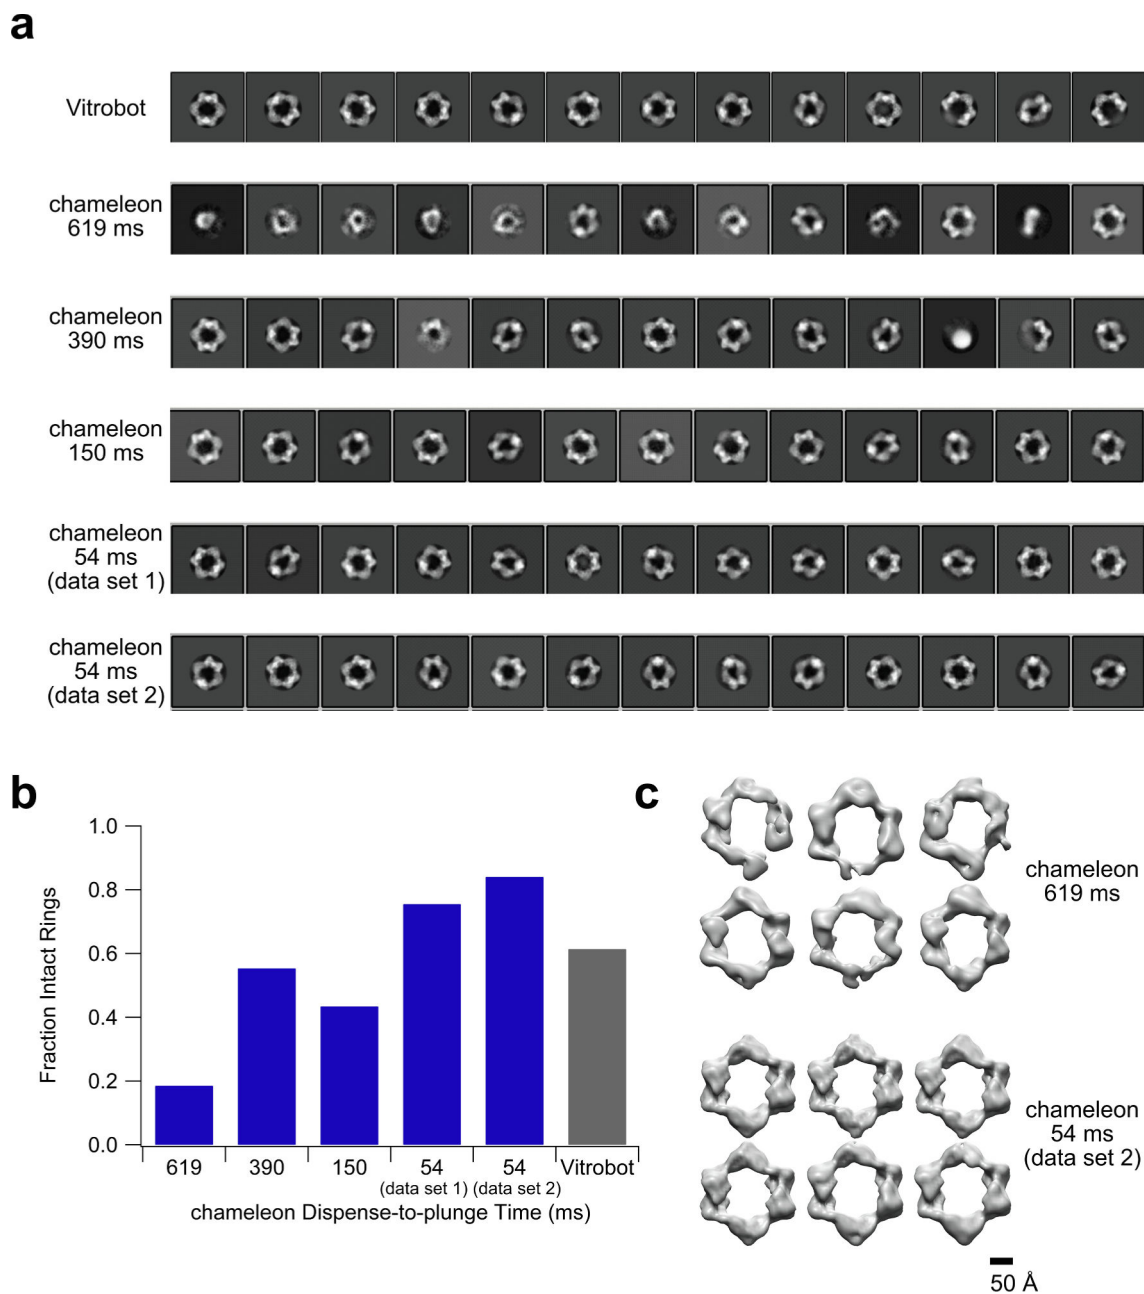 a
Vitrobot
chameleon
619 ms
chameleon
390 ms
chameleon
150 ms
chameleon
54 ms
(data set 1)
chameleon
54 ms
(data set 2)
b
1.0
0.8
0.6
0.4
0.2
0.0
Fraction Intact Rings
619 390 150 54 54 Vitrobot
(data set 1) (data set 2)
chameleon Dispense-to-plunge Time (ms)
c
chameleon
619 ms
chameleon
54 ms
(data set 2)
50 Å